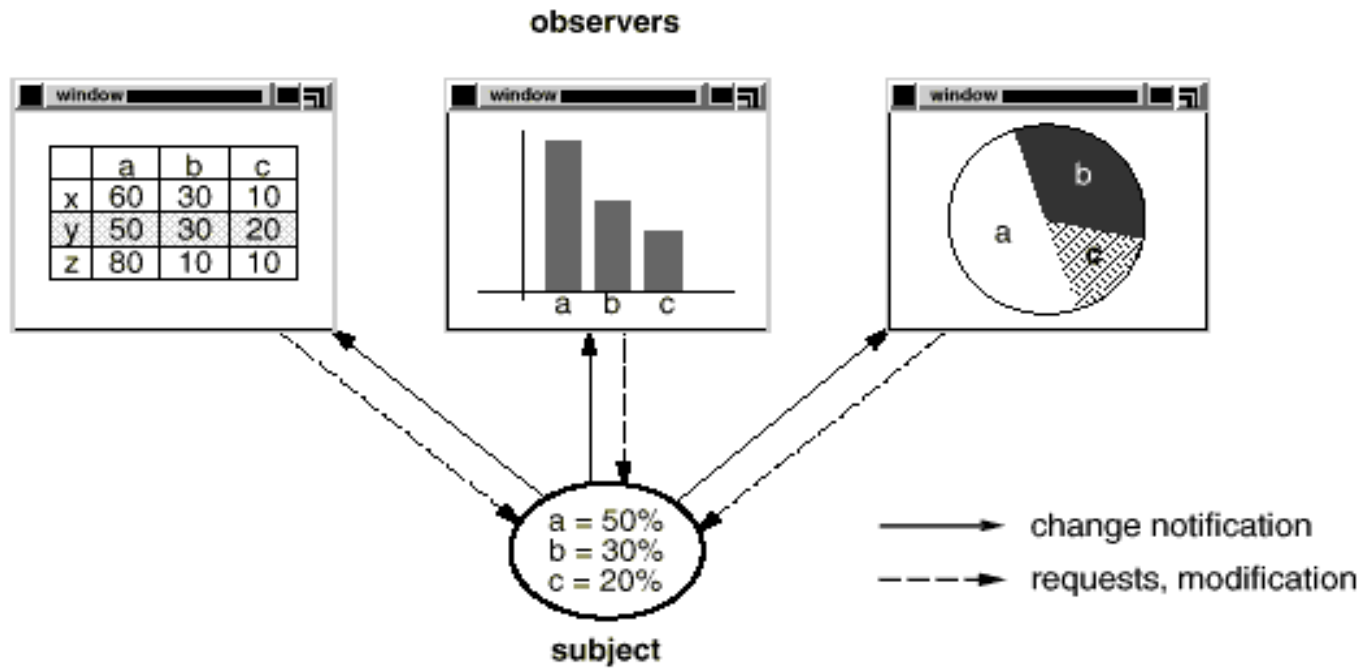 observers
window
a b c
x 60 30 10
y 50 30 20
z 80 10 10
window
a b c
window
b
a
c
a = 50%
b = 30%
c = 20%
subject
change notification
requests, modification